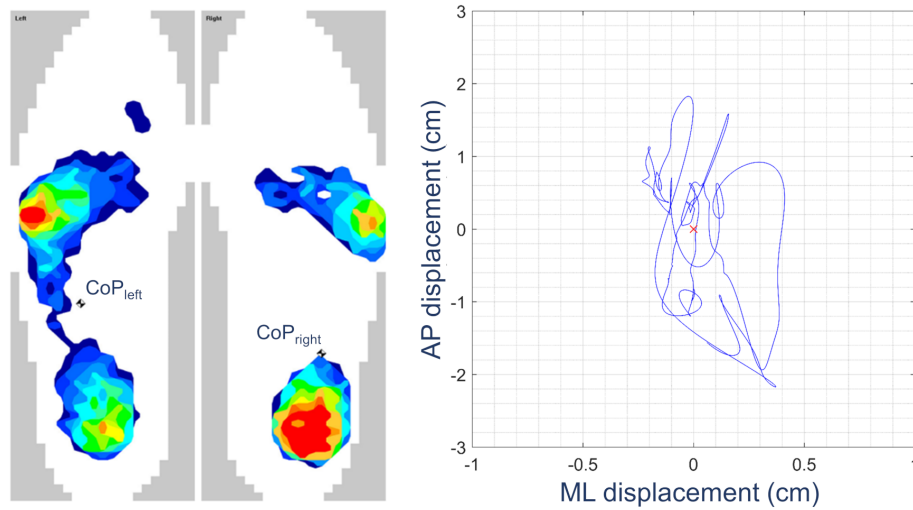 Left
Right
CoPleft
CoPright
AP displacement (cm)
3
2
1
0
-1
-2
-3
-1
-0.5
0
0.5
1
ML displacement (cm)